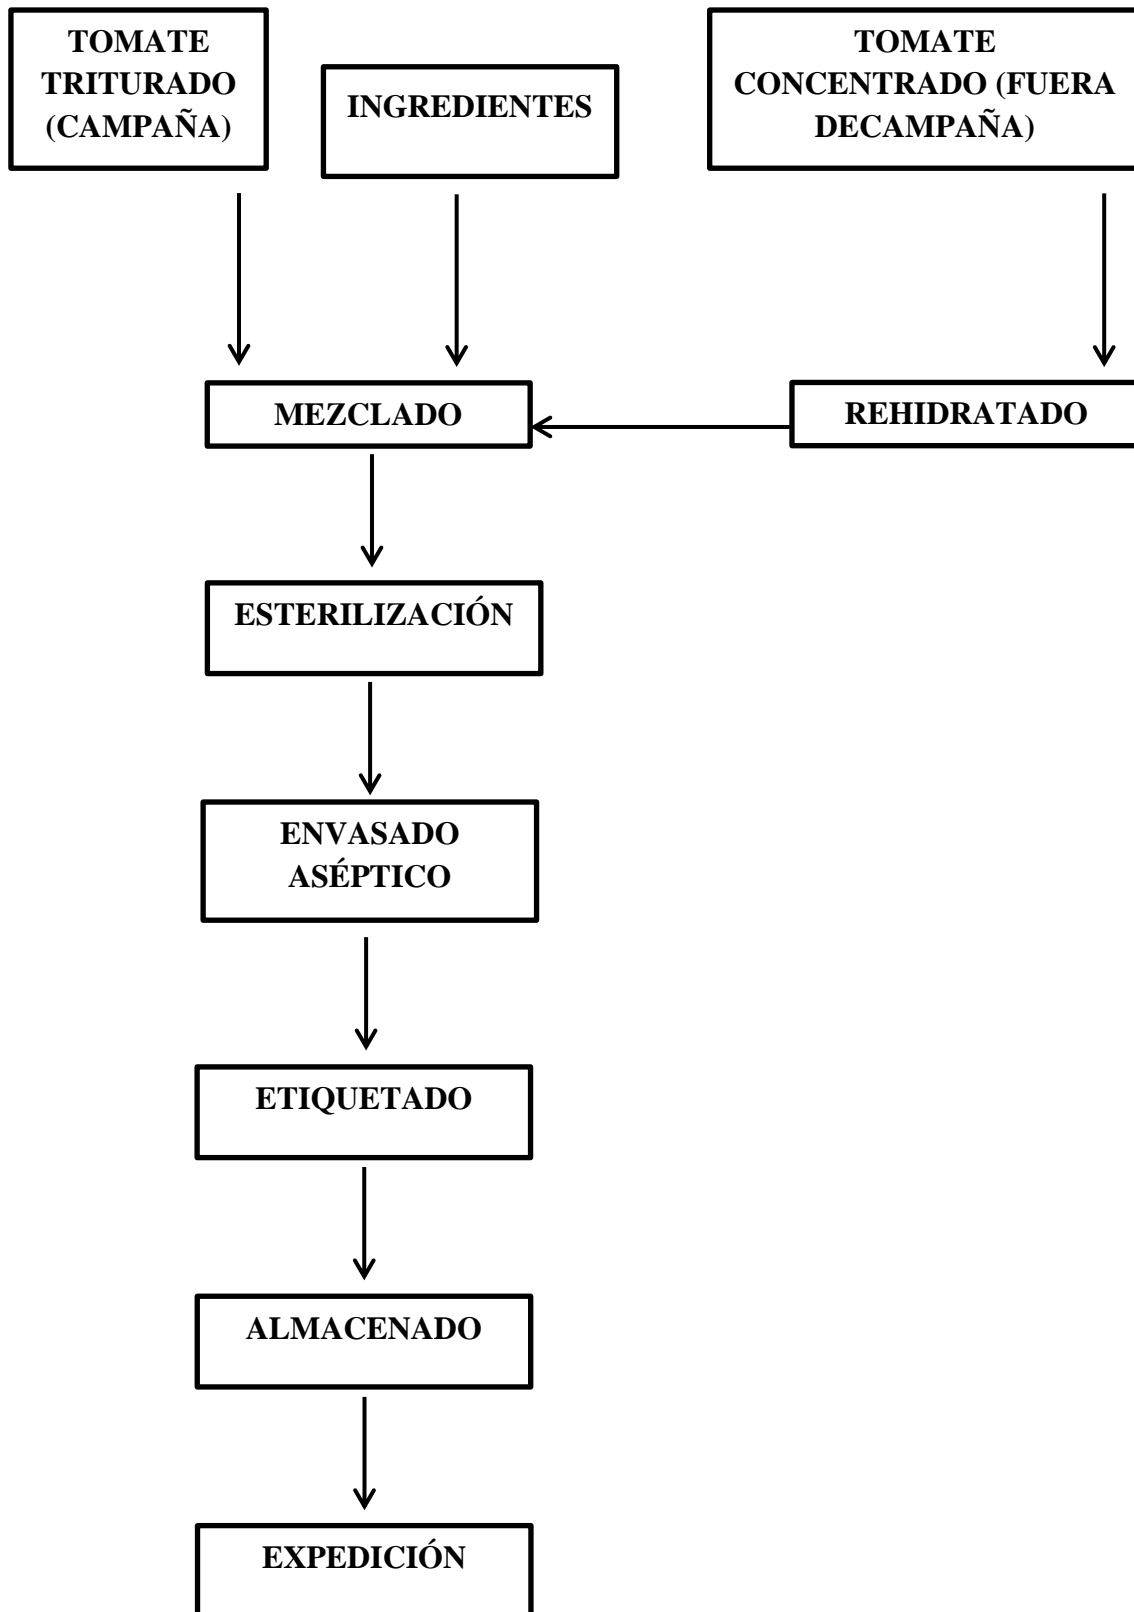 TOMATE
TRITURADO
(CAMPAÑA)
INGREDIENTES
TOMATE
CONCENTRADO (FUERA
DECAMPAÑA)
MEZCLADO
REHIDRATADO
ESTERILIZACIÓN
ENVASADO
ASÉPTICO
ETIQUETADO
ALMACENADO
EXPEDICIÓN